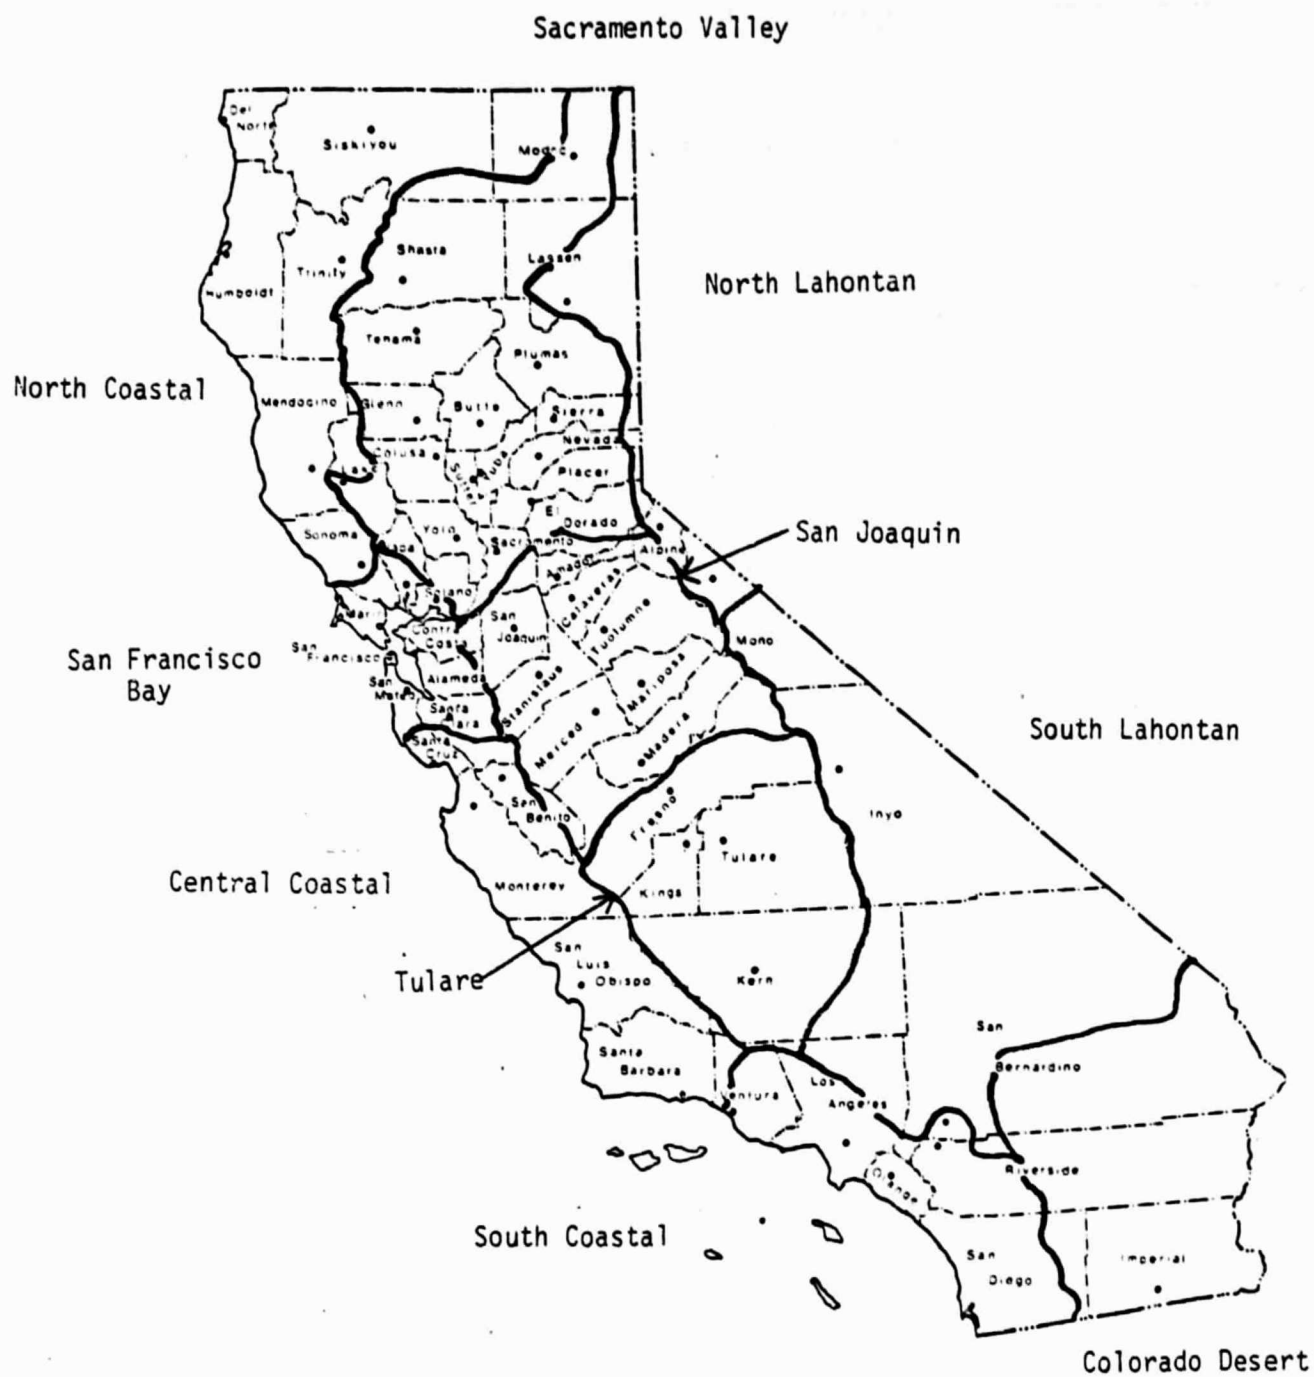 Sacramento Valley
Del
Norte
Siskiyou
Modoc
Shasta
Lassen
Trinity
Humboldt
North Lahontan
Tehama
Plumas
North Coastal
Mendocino
Glenn
Butte
Sierra
Nevada
Colusa
Yuba
Lake
Placer
El
Dorado
Sonoma
Yolo
Sacramento
San Joaquin
Napa
Alpine
Amador
Solano
Calaveras
Marin
San
Joaquin
Tuolumne
Contra
Costa
Mono
San
Francisco
San Francisco
Bay
Alameda
Mariposa
San
Mateo
Stanislaus
Santa
Clara
Merced
Madera
South Lahontan
Santa
Cruz
San
Benito
Fresno
Inyo
Tulare
Central Coastal
Monterey
Kings
San
Luis
Obispo
Tulare
Kern
San
Bernardino
Santa
Barbara
Ventura
Los
Angeles
Riverside
Orange
South Coastal
San
Diego
Imperial
Colorado Desert